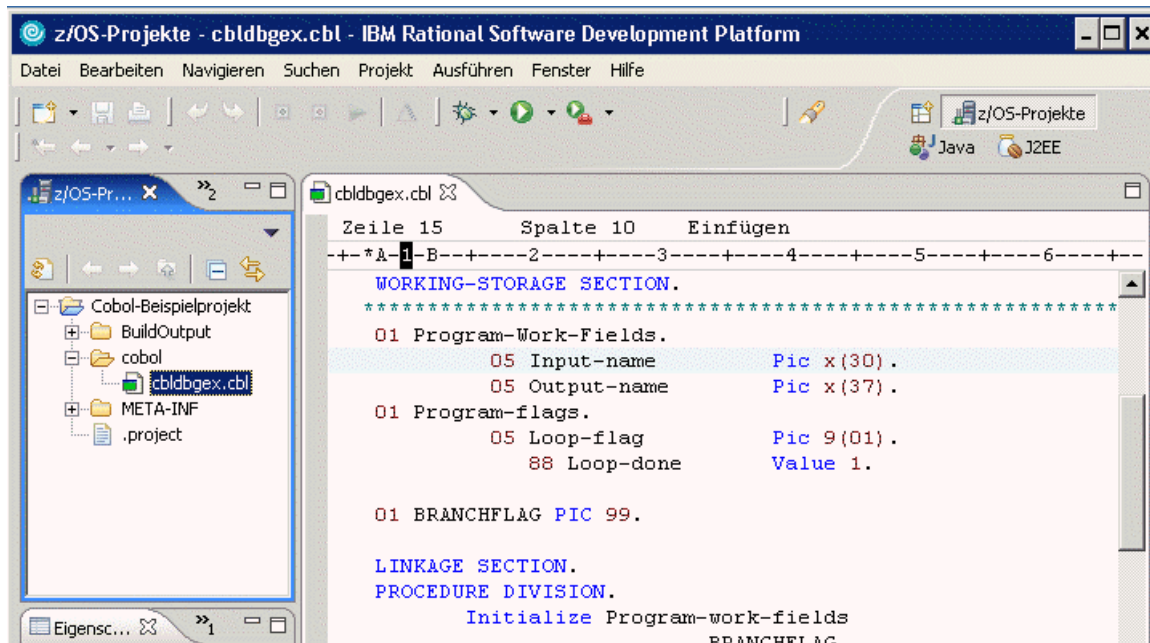 z/OS-Projekte - cbldbgex.cbl - IBM Rational Software Development Platform
Datei Bearbeiten Navigieren Suchen Projekt Ausführen Fenster Hilfe
z/OS-Projekte
Java J2EE
z/OS-Pr... »2
Cobol-Beispielprojekt
BuildOutput
cobol
cbldbgex.cbl
META-INF
.project
Eigensc... »1
cbldbgex.cbl
Zeile 15 Spalte 10 Einfügen
-+-*A-1-B--+----2----+----3----+----4----+----5----+----6----+--
WORKING-STORAGE SECTION.
**********************************************************
01 Program-Work-Fields.
05 Input-name Pic x(30).
05 Output-name Pic x(37).
01 Program-flags.
05 Loop-flag Pic 9(01).
88 Loop-done Value 1.
01 BRANCHFLAG PIC 99.
LINKAGE SECTION.
PROCEDURE DIVISION.
Initialize Program-work-fields
BRANCHFLAG